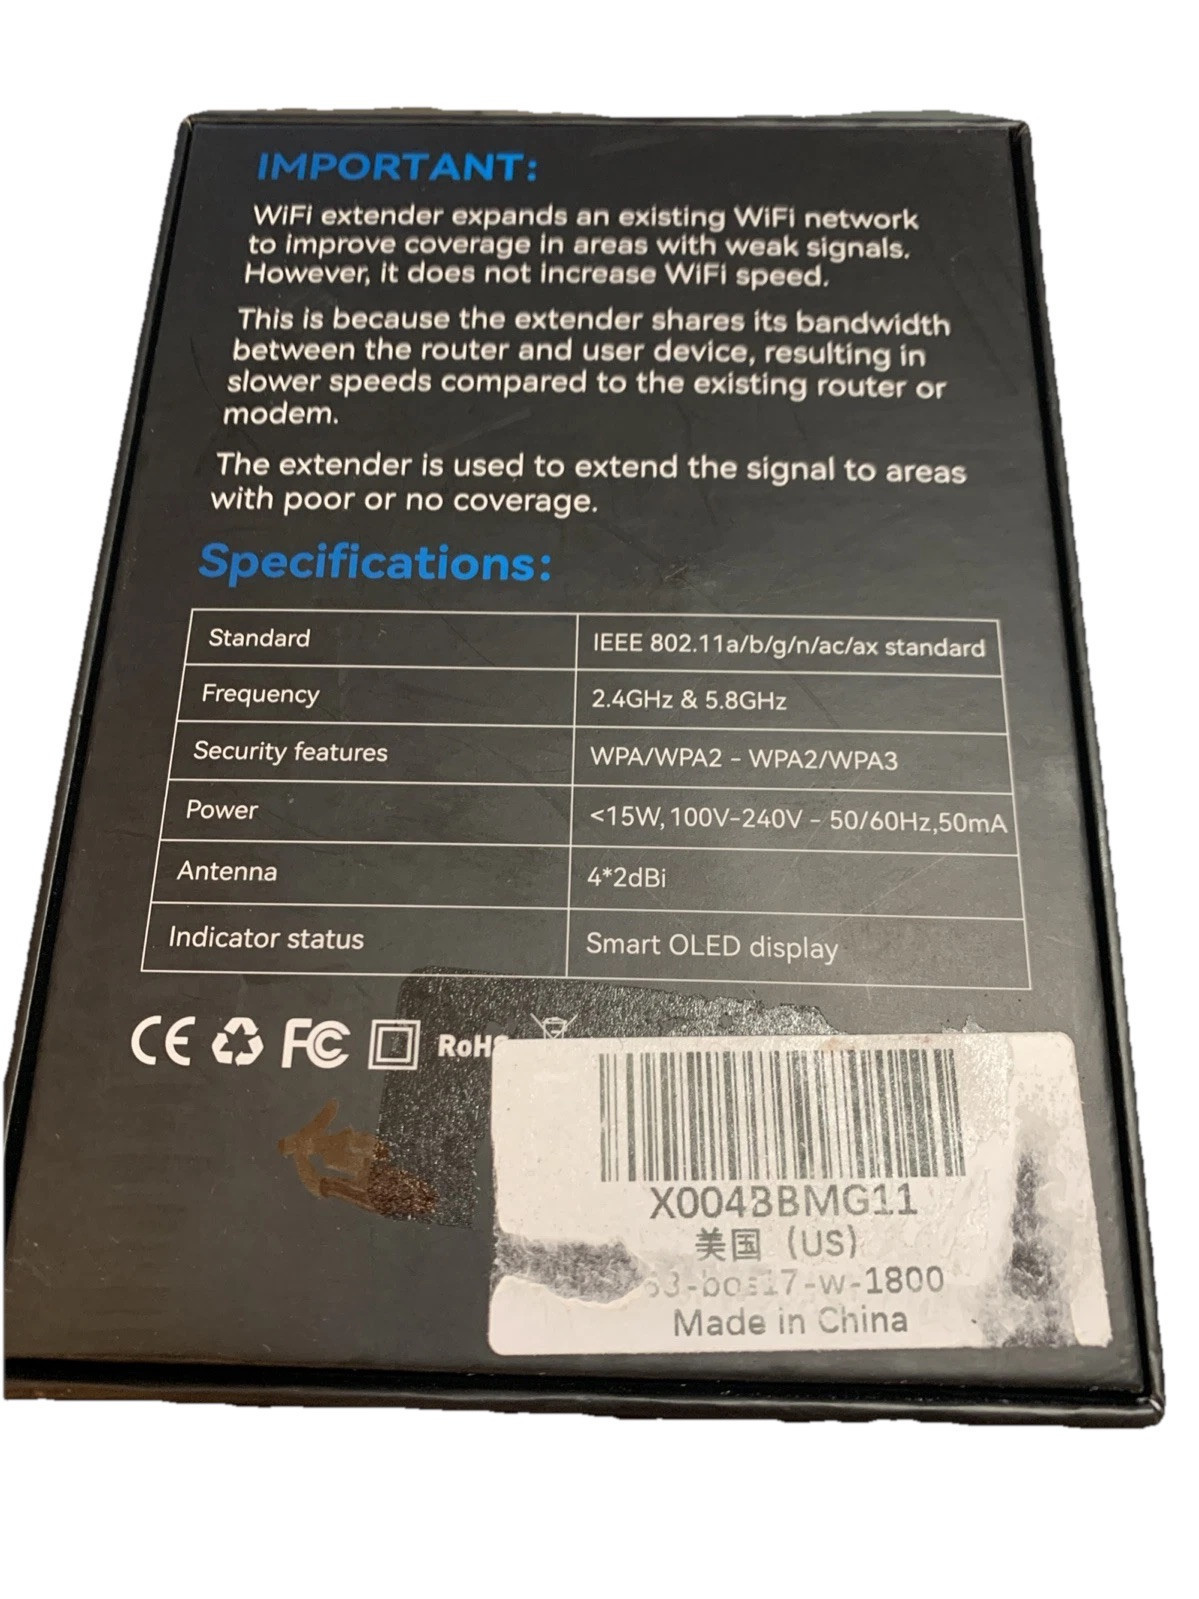 IMPORTANT:
WiFi extender expands an existing WiFi network
to improve coverage in areas with weak signals.
However, it does not increase WiFi speed.
This is because the extender shares its bandwidth
between the router and user device, resulting in
slower speeds compared to the existing router or
modem.
The extender is used to extend the signal to areas
with poor or no coverage.
Specifications:
Standard IEEE 802.11a/b/g/n/ac/ax standard
Frequency 2.4GHz & 5.8GHz
Security features WPA/WPA2 - WPA2/WPA3
Power <15W, 100V-240V - 50/60Hz,50mA
Antenna 4*2dBi
Indicator status Smart OLED display
CE FC RoHS
X004BBMG11
美国 (US)
Made in China